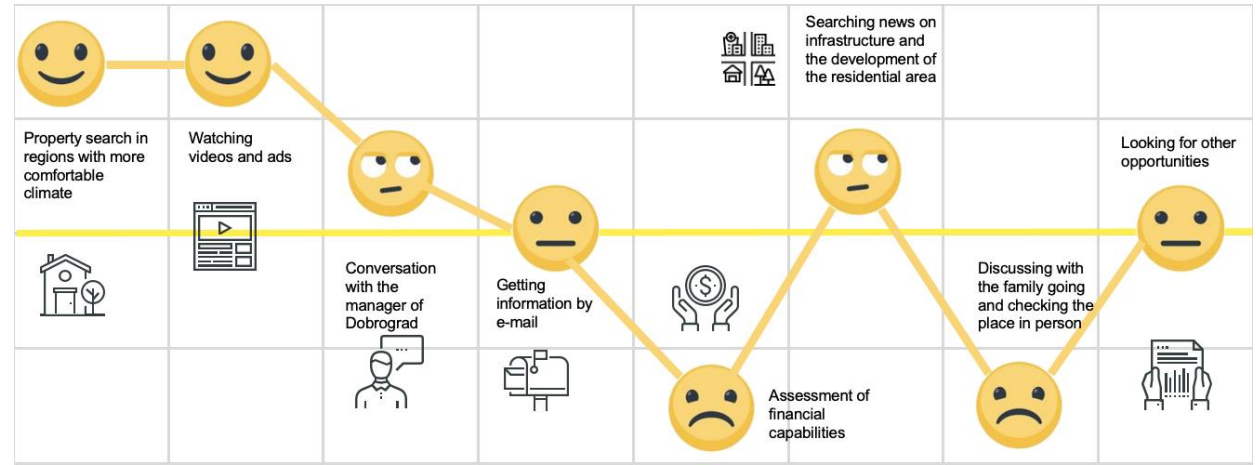 Property search in
regions with more
comfortable
climate
Watching
videos and ads
Conversation
with the
manager of
Dobrograd
Getting
information by
e-mail
$
Assessment of
financial
capabilities
Searching news on
infrastructure and
the development of
the residential area
Discussing with
the family going
and checking the
place in person
Looking for other
opportunities